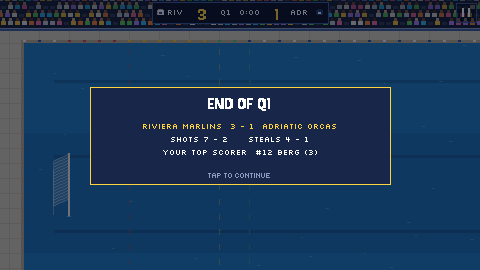 RIV 3 Q1 0:00 1 ADR
END OF Q1
RIVIERA MARLINS 3 - 1 ADRIATIC ORCAS
SHOTS 7 - 2 STEALS 4 - 1
YOUR TOP SCORER #12 BERG (3)
TAP TO CONTINUE